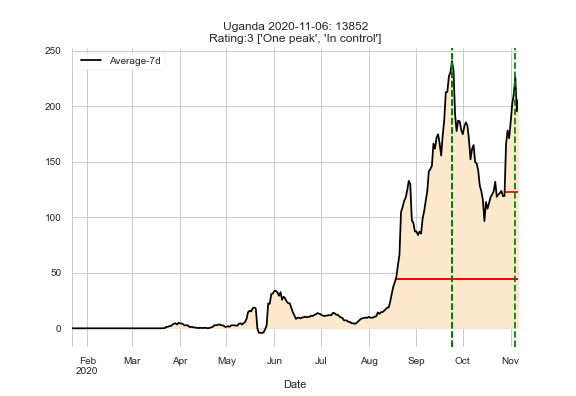 Uganda 2020-11-06: 13852
Rating:3 ['One peak', 'In control']
250
200
150
100
50
0
Average-7d
Feb Mar Apr May Jun Jul Aug Sep Oct Nov
2020
Date